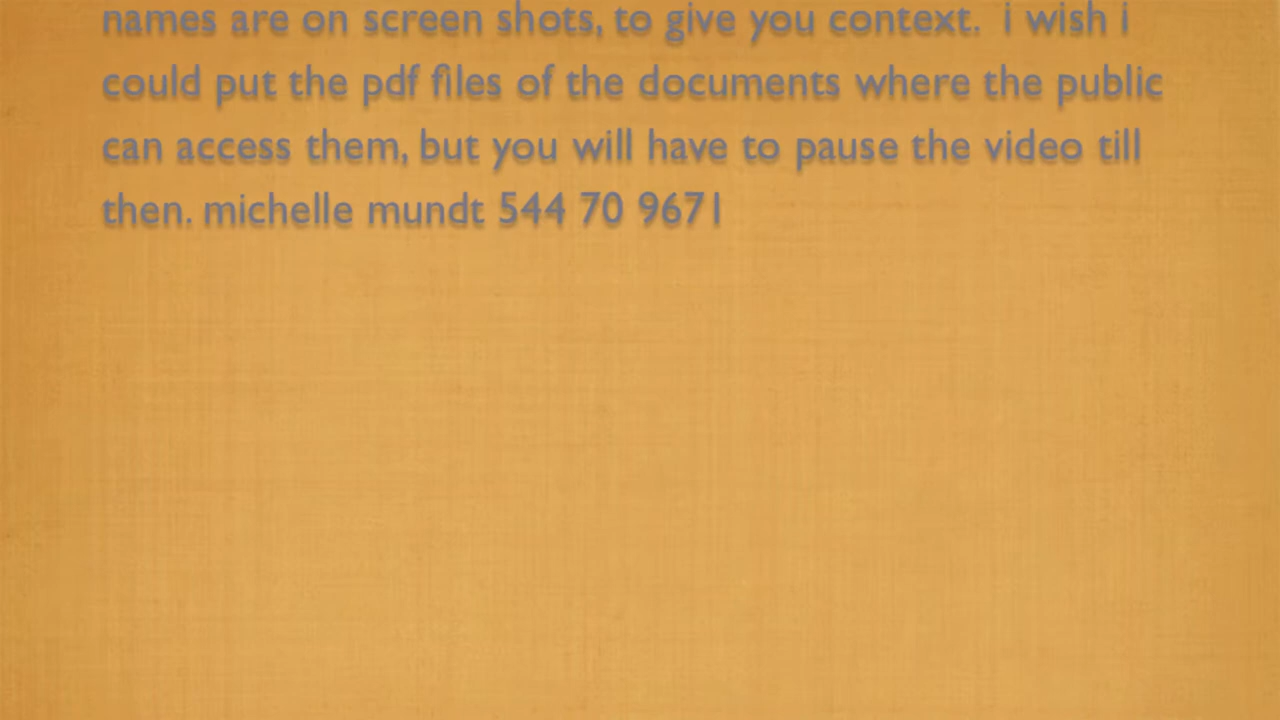 names are on screen shots, to give you context.  i wish i
could put the pdf files of the documents where the public
can access them, but you will have to pause the video till
then. michelle mundt 544 70 9671